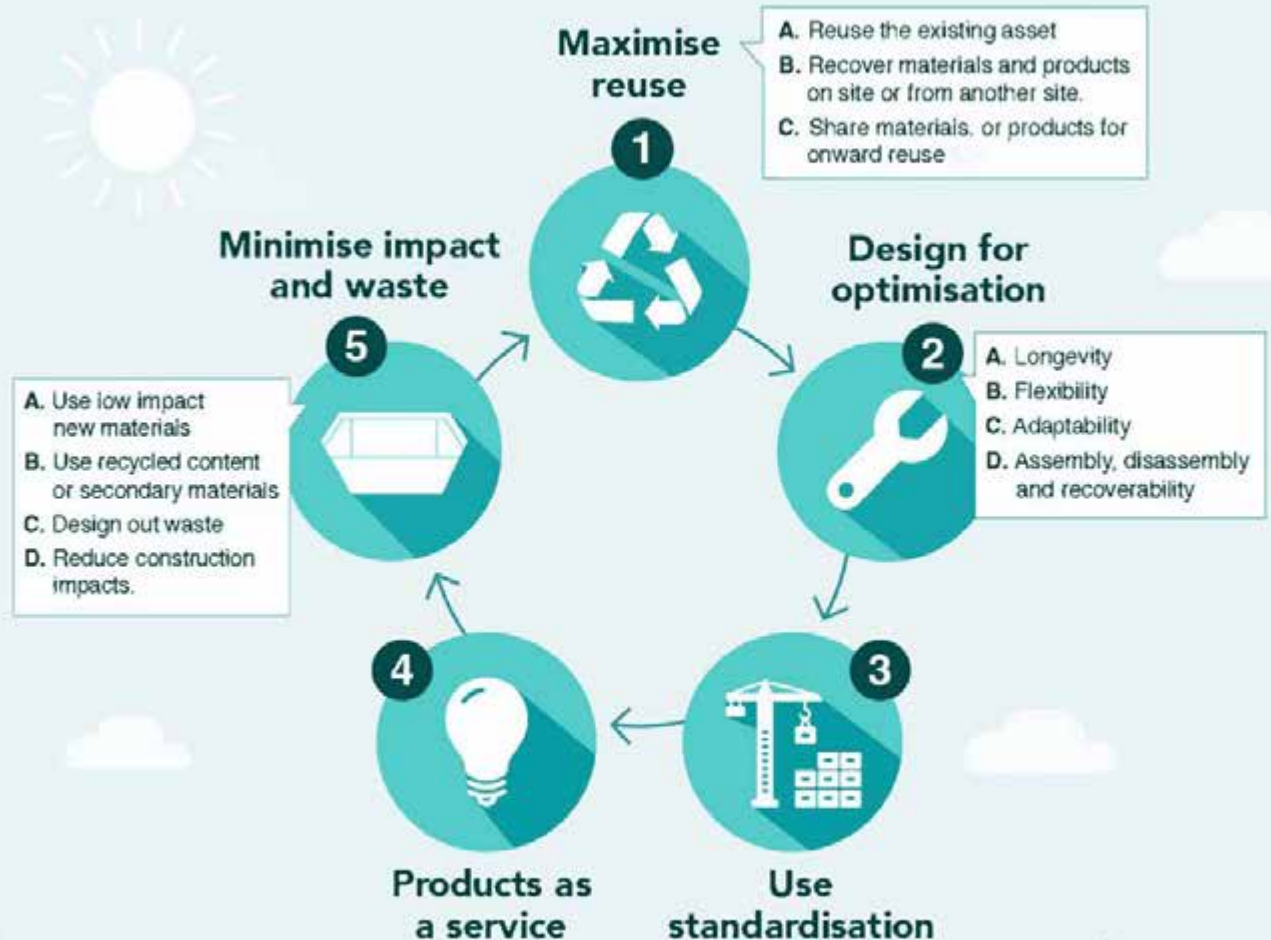 Maximise
reuse
1
A. Reuse the existing asset
B. Recover materials and products
on site or from another site.
C. Share materials, or products for
onward reuse
Design for
optimisation
2
A. Longevity
B. Flexibility
C. Adaptability
D. Assembly, disassembly
and recoverability
3
Use
standardisation
4
Products as
a service
Minimise impact
and waste
5
A. Use low impact
new materials
B. Use recycled content
or secondary materials
C. Design out waste
D. Reduce construction
impacts.